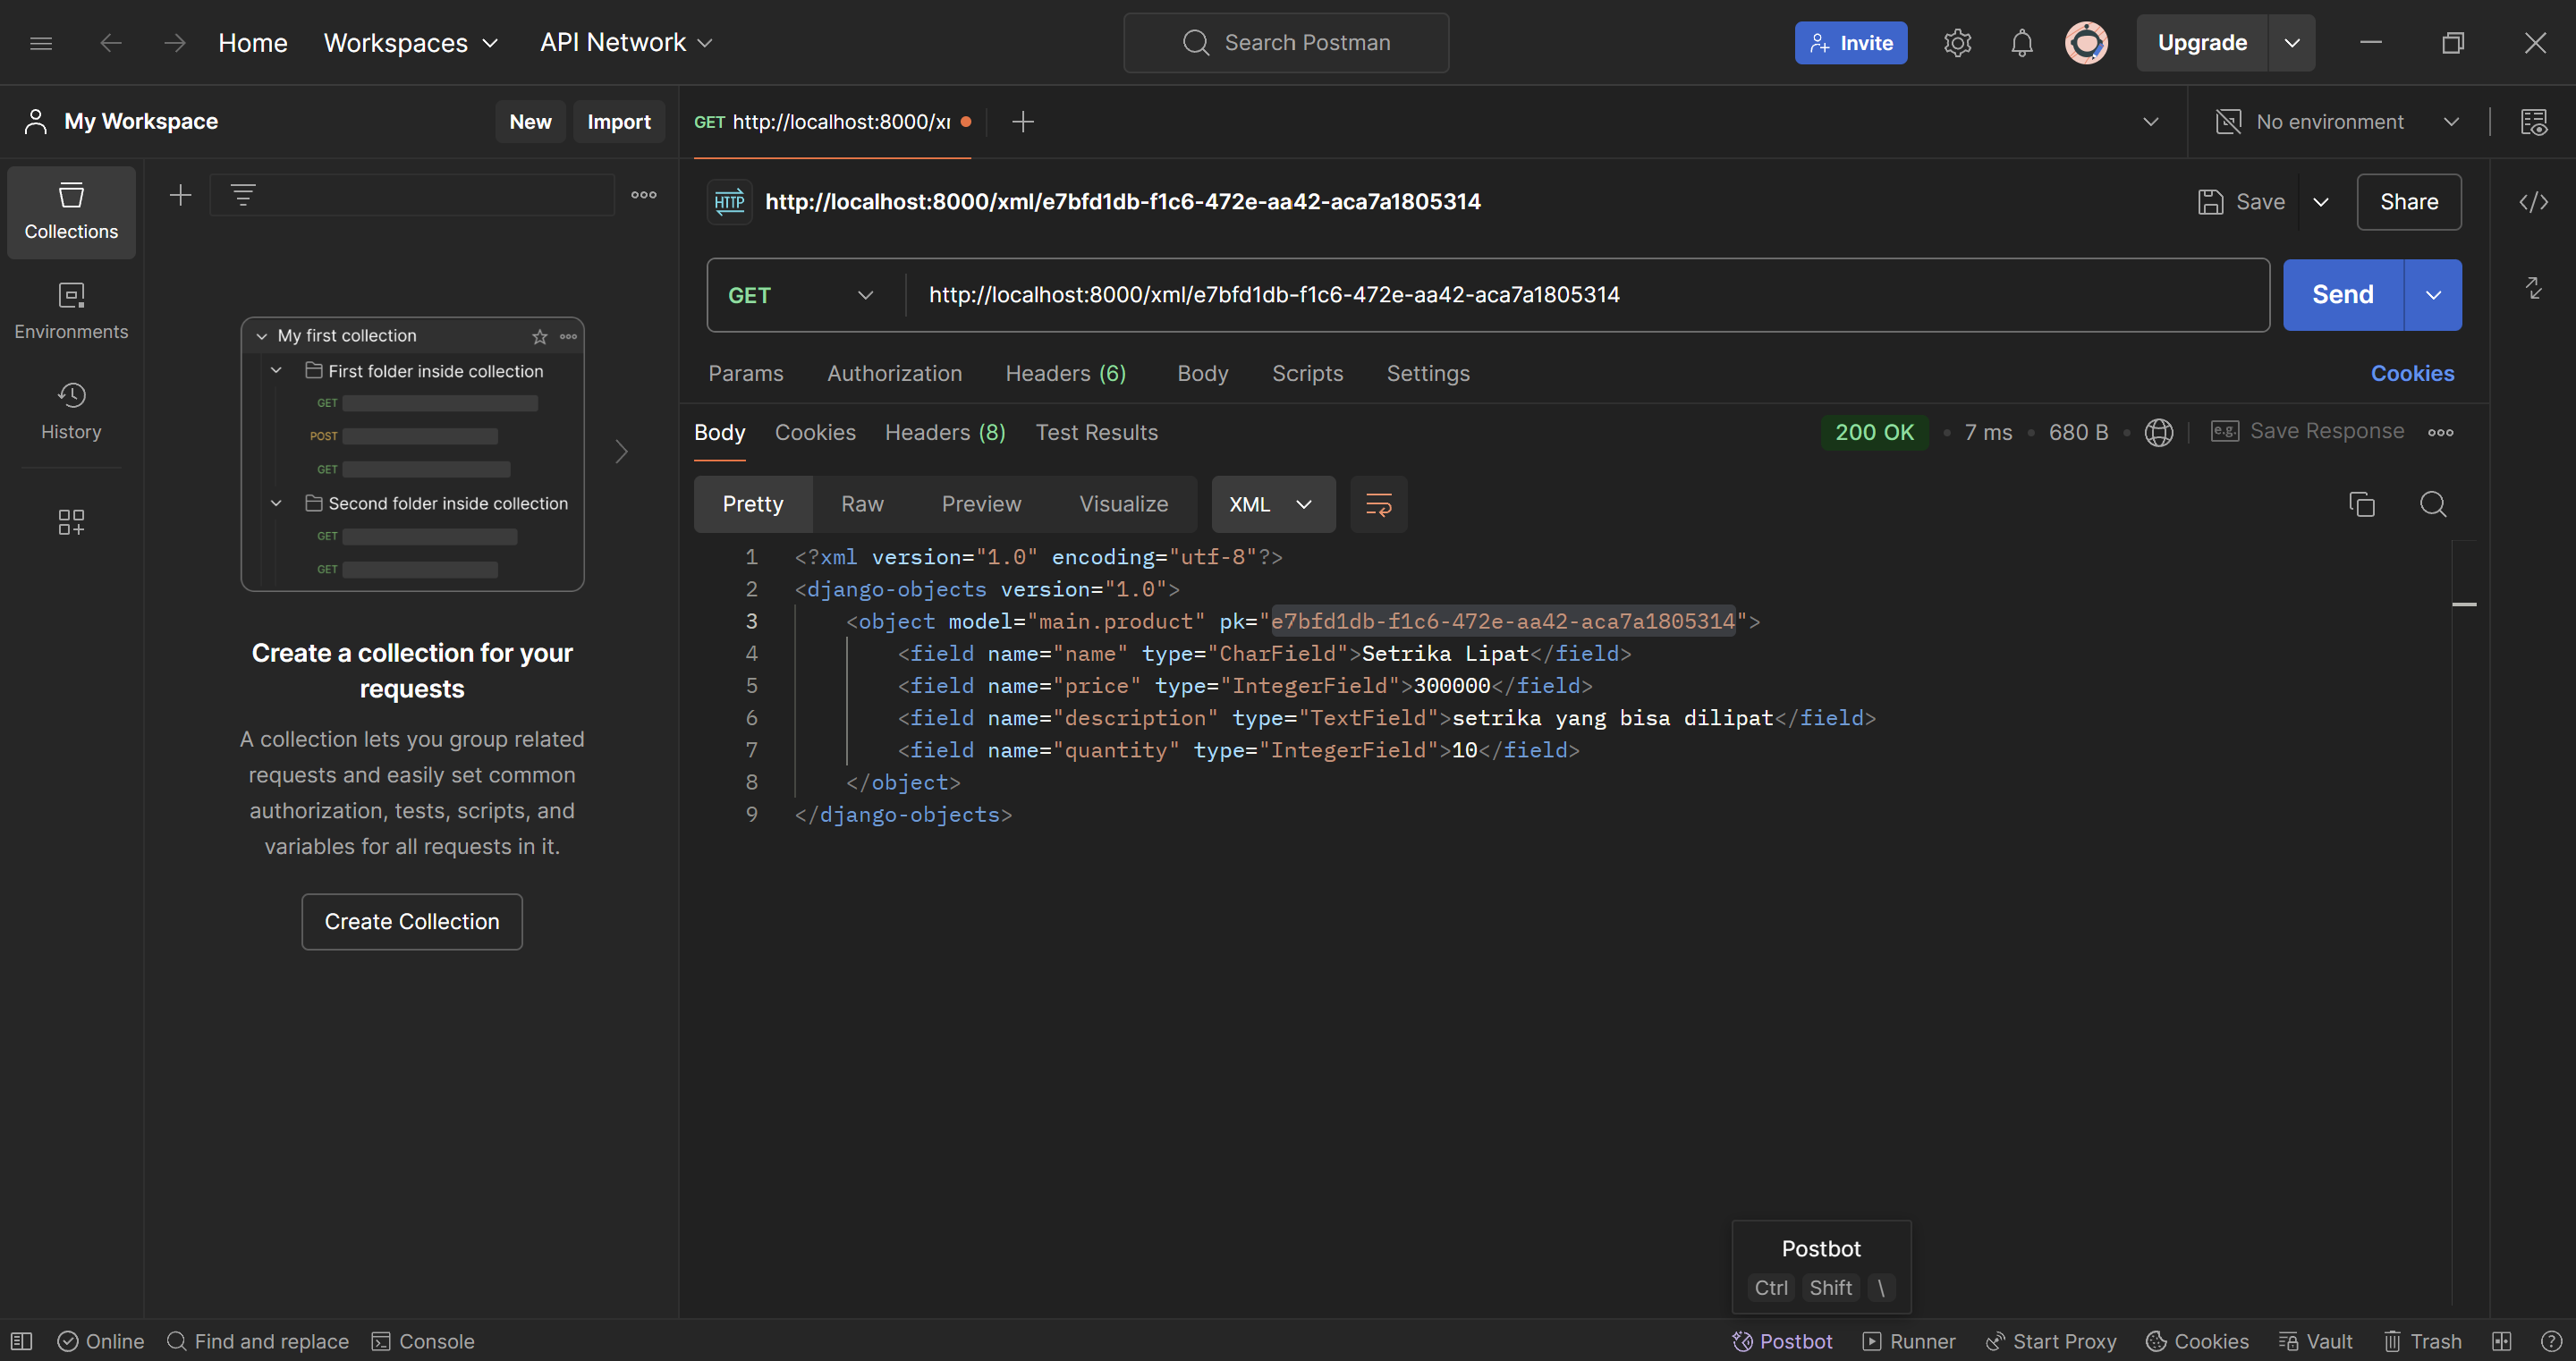 Home Workspaces API Network Search Postman Invite Upgrade
My Workspace New Import GET http://localhost:8000/xı No environment
Collections
Environments
History
My first collection
First folder inside collection
GET
POST
GET
Second folder inside collection
GET
GET
Create a collection for your
requests
A collection lets you group related
requests and easily set common
authorization, tests, scripts, and
variables for all requests in it.
Create Collection
HTTP http://localhost:8000/xml/e7bfd1db-f1c6-472e-aa42-aca7a1805314 Save Share
GET http://localhost:8000/xml/e7bfd1db-f1c6-472e-aa42-aca7a1805314 Send
Params Authorization Headers (6) Body Scripts Settings Cookies
Body Cookies Headers (8) Test Results 200 OK • 7 ms • 680 B • e.g. Save Response
Pretty Raw Preview Visualize XML
1 <?xml version="1.0" encoding="utf-8"?>
2 <django-objects version="1.0">
3 <object model="main.product" pk="e7bfd1db-f1c6-472e-aa42-aca7a1805314">
4 <field name="name" type="CharField">Setrika Lipat</field>
5 <field name="price" type="IntegerField">300000</field>
6 <field name="description" type="TextField">setrika yang bisa dilipat</field>
7 <field name="quantity" type="IntegerField">10</field>
8 </object>
9 </django-objects>
Postbot
Ctrl Shift \
Online Find and replace Console Postbot Runner Start Proxy Cookies Vault Trash